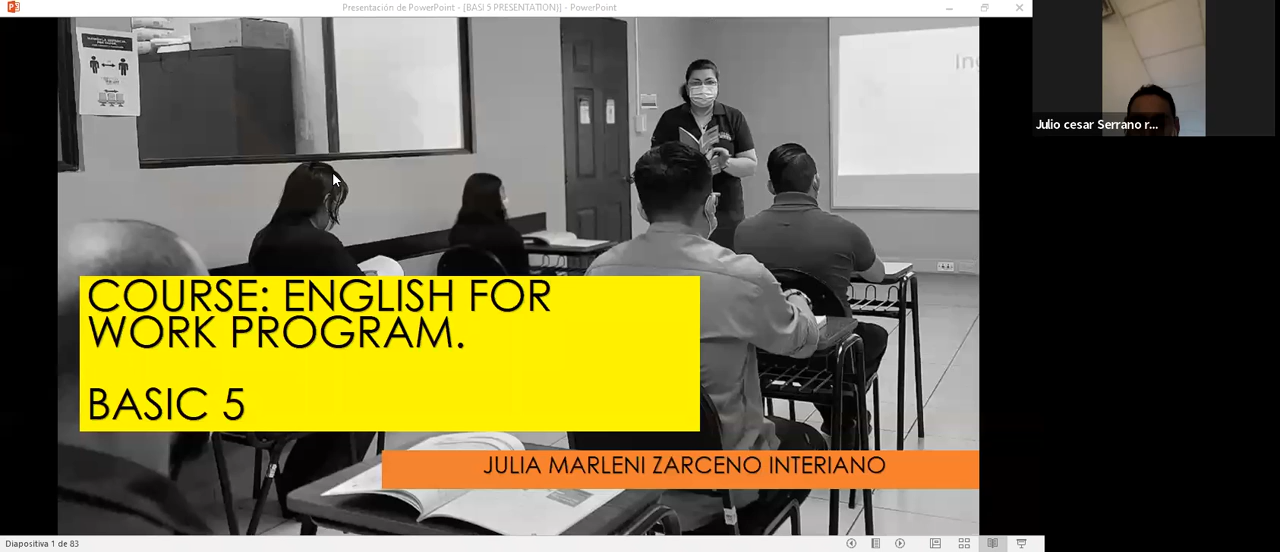 Presentación de PowerPoint - [BASI 5 PRESENTATION)] - PowerPoint
Julio cesar Serrano r...
COURSE: ENGLISH FOR
WORK PROGRAM.
BASIC 5
JULIA MARLENI ZARCENO INTERIANO
Diapositiva 1 de 83